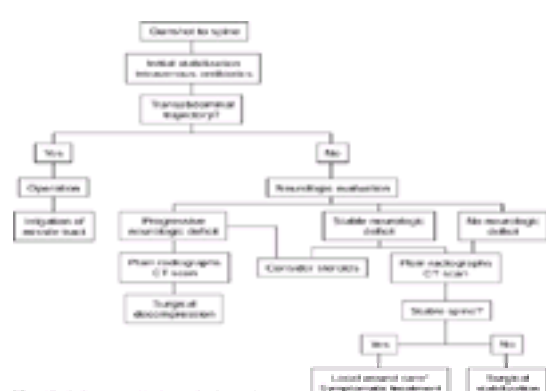 Gunshot to spine
Initial stabilization
Intravenous antibiotics
Transabdominal
trajectory?
Yes
No
Operation
Neurologic evaluation
Irrigation of
missile tract
Progressive
neurologic deficit
Stable neurologic
deficit
No neurologic
deficit
Plain radiographs
CT scan
Consider steroids
Plain radiographs
CT scan
Surgical
decompression
Stable spine?
Yes
No
Local wound care*
Symptomatic treatment
Surgical
stabilization